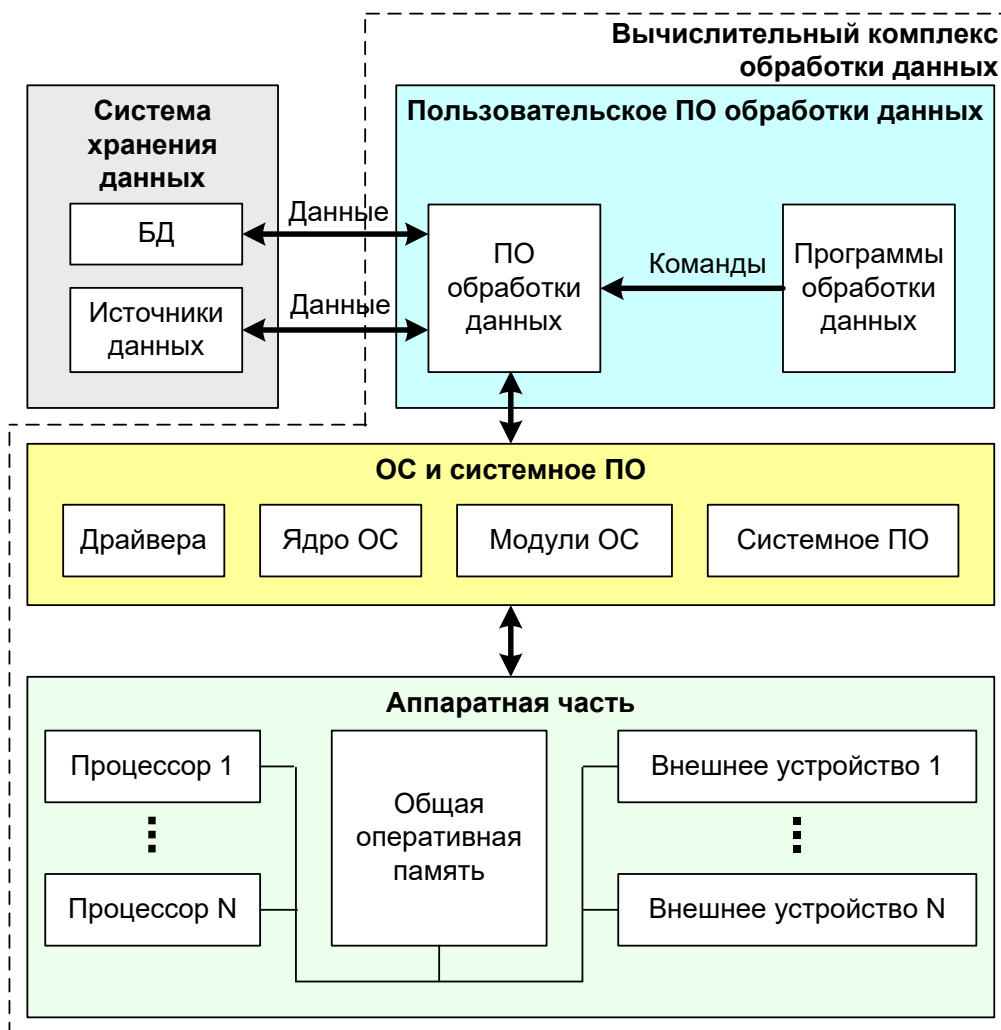 Вычислительный комплекс
обработки данных
Система
хранения
данных
БД
Источники
данных
Данные
Данные
Пользовательское ПО обработки данных
ПО
обработки
данных
Команды
Программы
обработки
данных
ОС и системное ПО
Драйвера
Ядро ОС
Модули ОС
Системное ПО
Аппаратная часть
Процессор 1
Процессор N
Общая
оперативная
память
Внешнее устройство 1
Внешнее устройство N